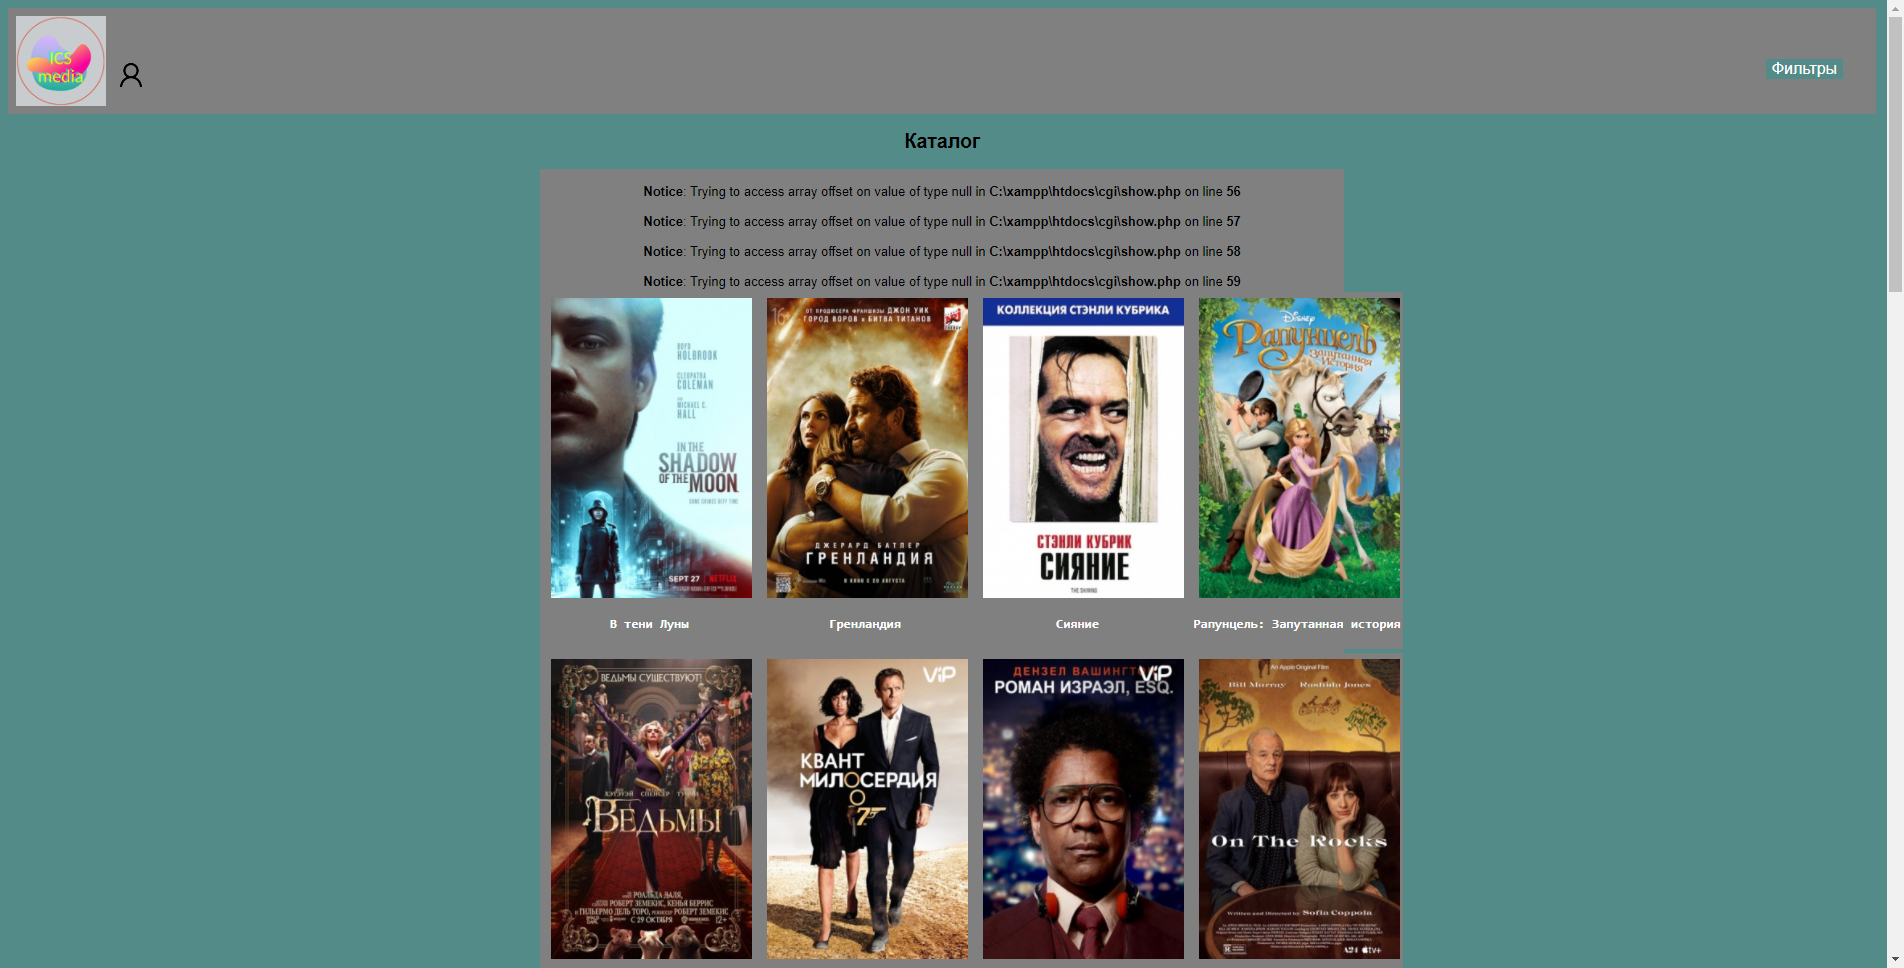 ICS
media
Фильтры
Каталог
Notice: Trying to access array offset on value of type null in C:\xampp\htdocs\cgi\show.php on line 56
Notice: Trying to access array offset on value of type null in C:\xampp\htdocs\cgi\show.php on line 57
Notice: Trying to access array offset on value of type null in C:\xampp\htdocs\cgi\show.php on line 58
Notice: Trying to access array offset on value of type null in C:\xampp\htdocs\cgi\show.php on line 59
BOYD
HOLBROOK
CLEOPATRA
COLEMAN
AND
MICHAEL C.
HALL
IN THE
SHADOW
OF THE MOON
SOME CRIMES DEFY TIME
SEPT 27 NETFLIX
16+
ОТ ПРОДЮСЕРА ФРАНШИЗЫ ДЖОН УИК
ГОРОД ВОРОВ И БИТВА ТИТАНОВ
ДЖЕРАРД БАТЛЕР
ГРЕНЛАНДИЯ
В КИНО С 20 АВГУСТА
КОЛЛЕКЦИЯ СТЭНЛИ КУБРИКА
СТЭНЛИ КУБРИК
СИЯНИЕ
THE SHINING
Disney
Рапунцель
Запутанная
История
В тени Луны
Гренландия
Сияние
Рапунцель: Запутанная история
ВЕДЬМЫ СУЩЕСТВУЮТ!
ХЭТЭУЭЙ СПЕНСЕР ТУЧЧИ
ВЕДЬМЫ
РОАЛЬДА ДАЛЯ,
РОБЕРТ ЗЕМЕКИС, КЕНЬЯ БЕРРИС
И ГИЛЬЕРМО ДЕЛЬ ТОРО, РЕЖИССЕР РОБЕРТ ЗЕМЕКИС
С 29 ОКТЯБРЯ 12+
ViP
КВАНТ
МИЛОСЕРДИЯ
007
ДЕНЗЕЛ ВАШИНГТ
ViP
РОМАН ИЗРАЭЛ, ESQ.
An Apple Original Film
Bill Murray Rashida Jones
On The Rocks
Written and Directed by Sofia Coppola
A24 tv+